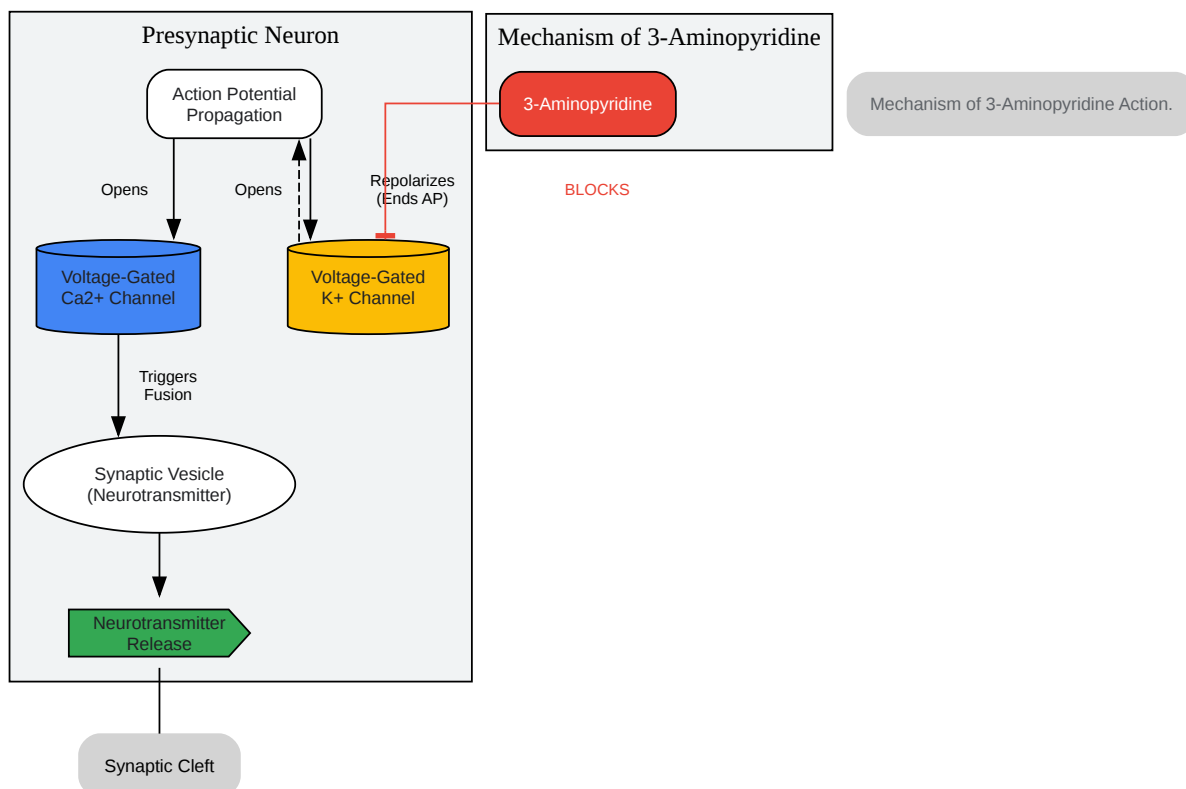 Presynaptic Neuron
Mechanism of 3-Aminopyridine
Action Potential
Propagation
3-Aminopyridine
Mechanism of 3-Aminopyridine Action.
Opens
Opens
Repolarizes
(Ends AP)
BLOCKS
Voltage-Gated
Ca2+ Channel
Voltage-Gated
K+ Channel
Triggers
Fusion
Synaptic Vesicle
(Neurotransmitter)
Neurotransmitter
Release
Synaptic Cleft